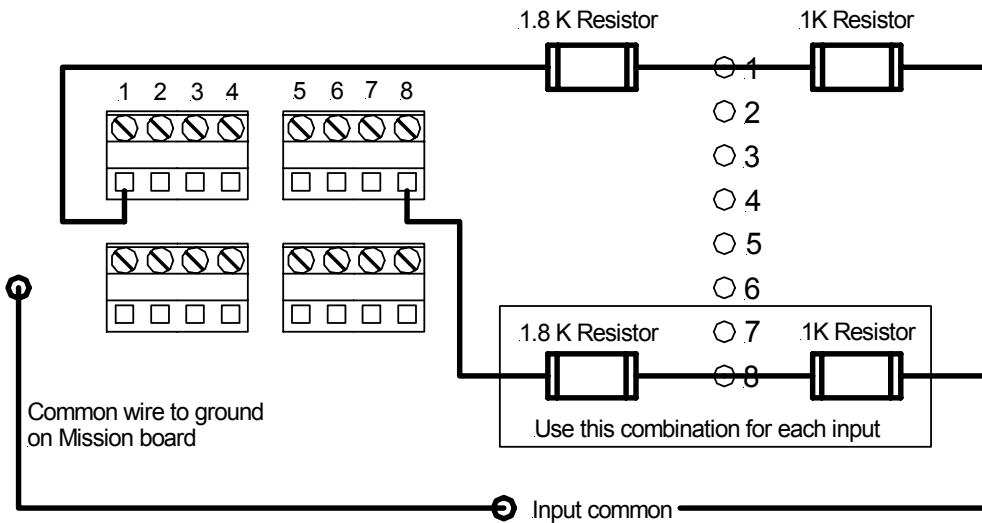 1.8 K Resistor
1K Resistor
1
1 2 3 4
5 6 7 8
2
3
4
5
6
7
1.8 K Resistor
1K Resistor
8
Use this combination for each input
Common wire to ground
on Mission board
Input common